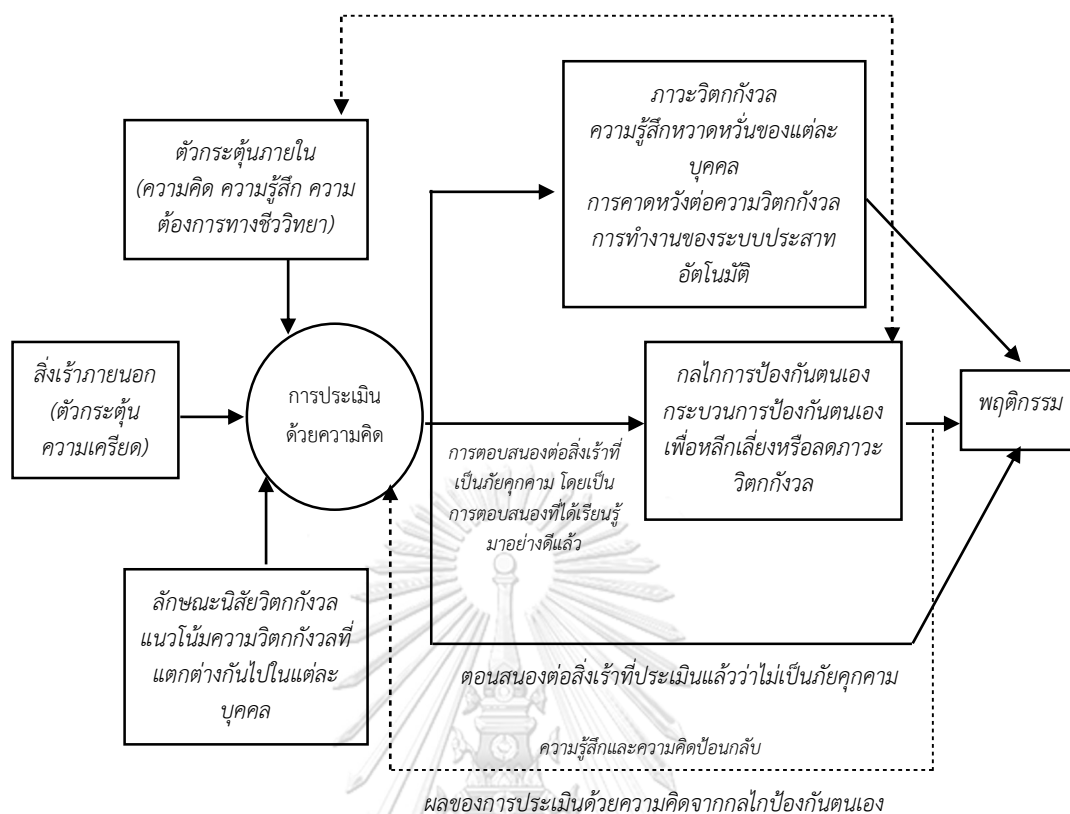 ภาวะวิตกกังวล
ความรู้สึกหวาดหวั่นของแต่ละ
บุคคล
การคาดหวังต่อความวิตกกังวล
การทำงานของระบบประสาท
อัตโนมัติ
ตัวกระตุ้นภายใน
(ความคิด ความรู้สึก ความ
ต้องการทางชีววิทยา)
สิ่งเร้าภายนอก
(ตัวกระตุ้น
ความเครียด)
การประเมิน
ด้วยความคิด
กลไกการป้องกันตนเอง
กระบวนการป้องกันตนเอง
เพื่อหลีกเลี่ยงหรือลดภาวะ
วิตกกังวล
พฤติกรรม
การตอบสนองต่อสิ่งเร้าที่
เป็นภัยคุกคาม โดยเป็น
การตอบสนองที่ได้เรียนรู้
มาอย่างดีแล้ว
ลักษณะนิสัยวิตกกังวล
แนวโน้มความวิตกกังวลที่
แตกต่างกันไปในแต่ละ
บุคคล
ตอนสนองต่อสิ่งเร้าที่ประเมินแล้วว่าไม่เป็นภัยคุกคาม
ความรู้สึกและความคิดป้อนกลับ
ผลของการประเมินด้วยความคิดจากกลไกป้องกันตนเอง